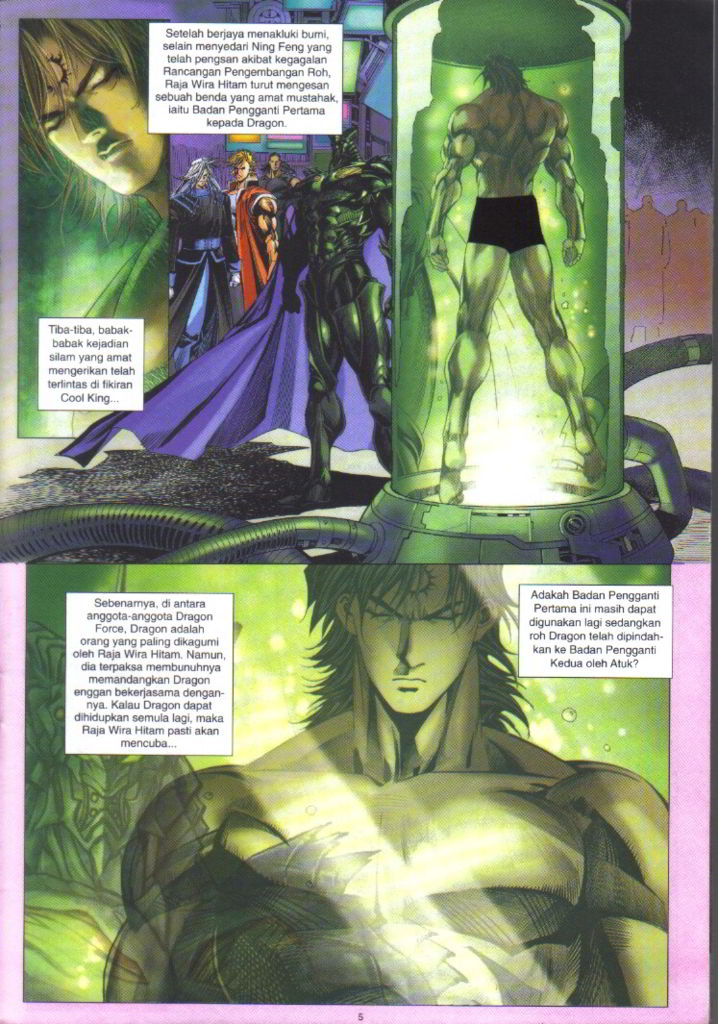 Setelah berjaya menakluki bumi,
selain menyedari Ning Feng yang
telah pengsan akibat kegagalan
Rancangan Pengembangan Roh,
Raja Wira Hitam turut mengesan
sebuah benda yang amat mustahak,
iaitu Badan Pengganti Pertama
kepada Dragon.
Tiba-tiba, babak-
babak kejadian
silam yang amat
mengerikan telah
terlintas di fikiran
Cool King...
Sebenarnya, di antara
anggota-anggota Dragon
Force, Dragon adalah
orang yang paling dikagumi
oleh Raja Wira Hitam. Namun,
dia terpaksa membunuhnya
memandangkan Dragon
enggan bekerjasama dengan-
nya. Kalau Dragon dapat
dihidupkan semula lagi, maka
Raja Wira Hitam pasti akan
mencuba...
Adakah Badan Pengganti
Pertama ini masih dapat
digunakan lagi sedangkan
roh Dragon telah dipindah-
kan ke Badan Pengganti
Kedua oleh Atuk?
5